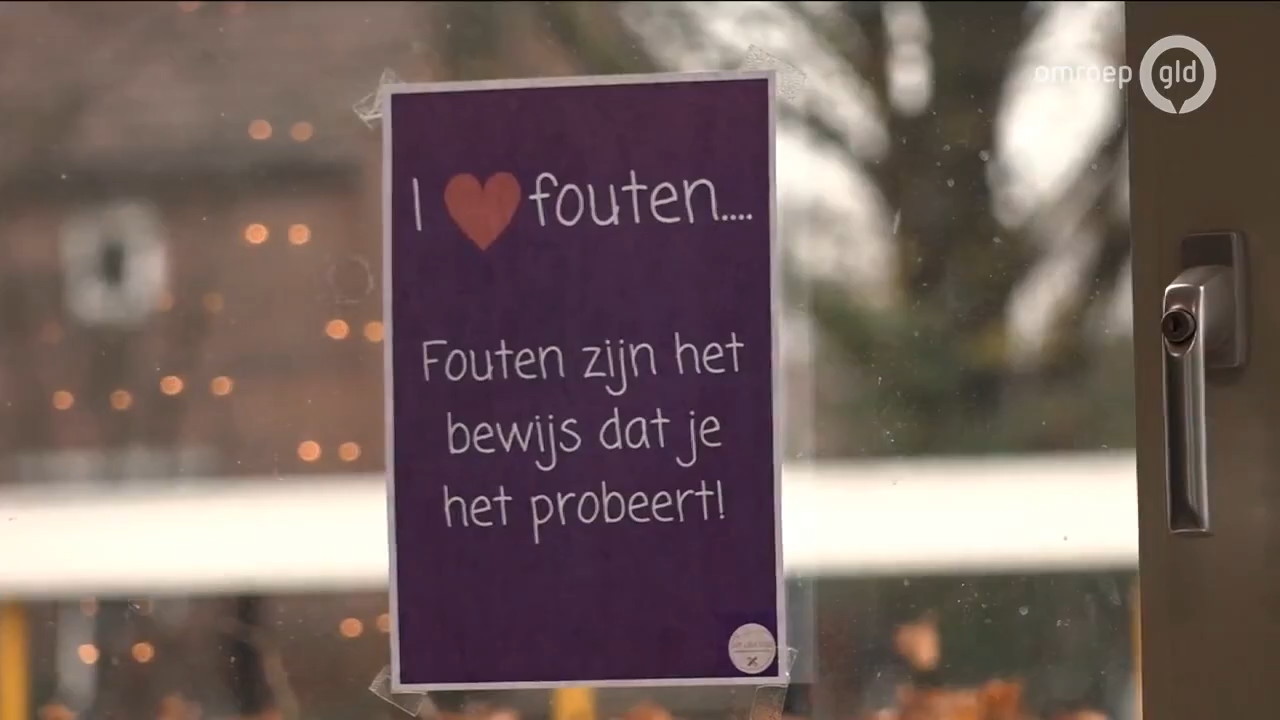 omroep gld
I ❤ fouten....
Fouten zijn het
bewijs dat je
het probeert!